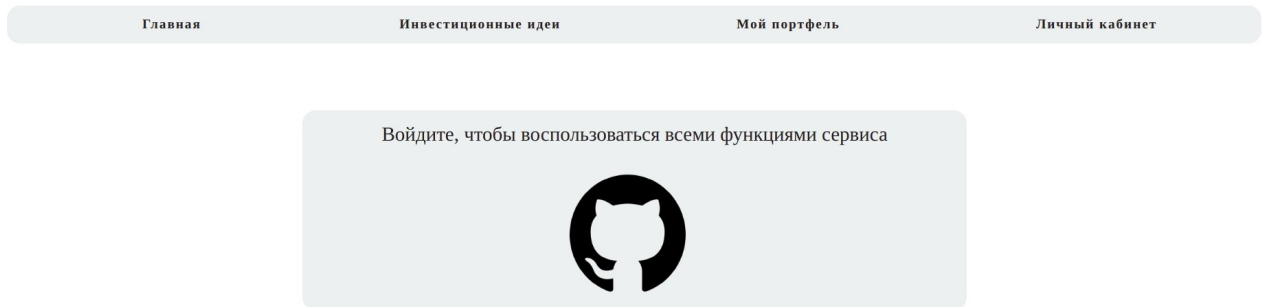 Главная Инвестиционные идеи Мой портфель Личный кабинет
Войдите, чтобы воспользоваться всеми функциями сервиса